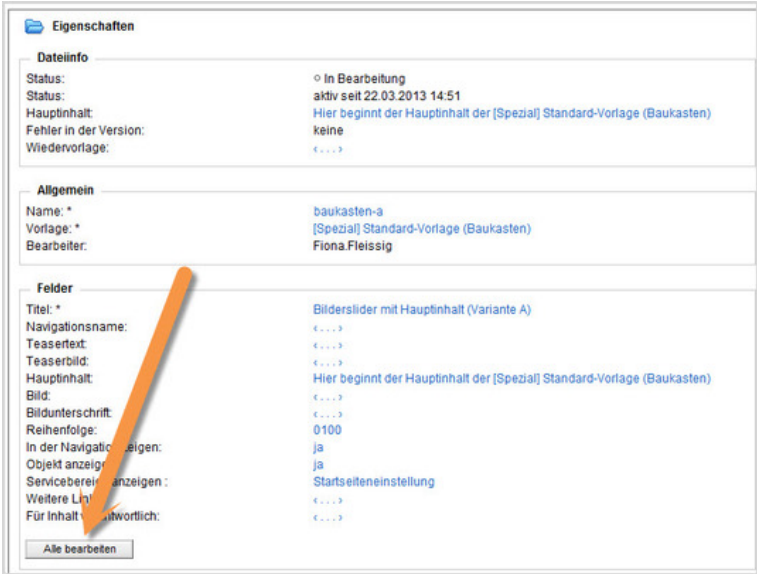 Eigenschaften
Dateiinfo
Status: ○ In Bearbeitung
Status: aktiv seit 22.03.2013 14:51
Hauptinhalt: Hier beginnt der Hauptinhalt der [Spezial] Standard-Vorlage (Baukasten)
Fehler in der Version: keine
Wiedervorlage: ‹ . . . ›
Allgemein
Name: * baukasten-a
Vorlage: * [Spezial] Standard-Vorlage (Baukasten)
Bearbeiter: Fiona.Fleissig
Felder
Titel: * Bilderslider mit Hauptinhalt (Variante A)
Navigationsname: ‹ . . . ›
Teasertext: ‹ . . . ›
Teaserbild: ‹ . . . ›
Hauptinhalt: Hier beginnt der Hauptinhalt der [Spezial] Standard-Vorlage (Baukasten)
Bild: ‹ . . . ›
Bildunterschrift: ‹ . . . ›
Reihenfolge: 0100
In der eigen: ja
Objekt ja
anzeigen : Startseiteneinstellung
Weitere ‹ . . . ›
Für Inhalt ‹ . . . ›
Alle bearbeiten